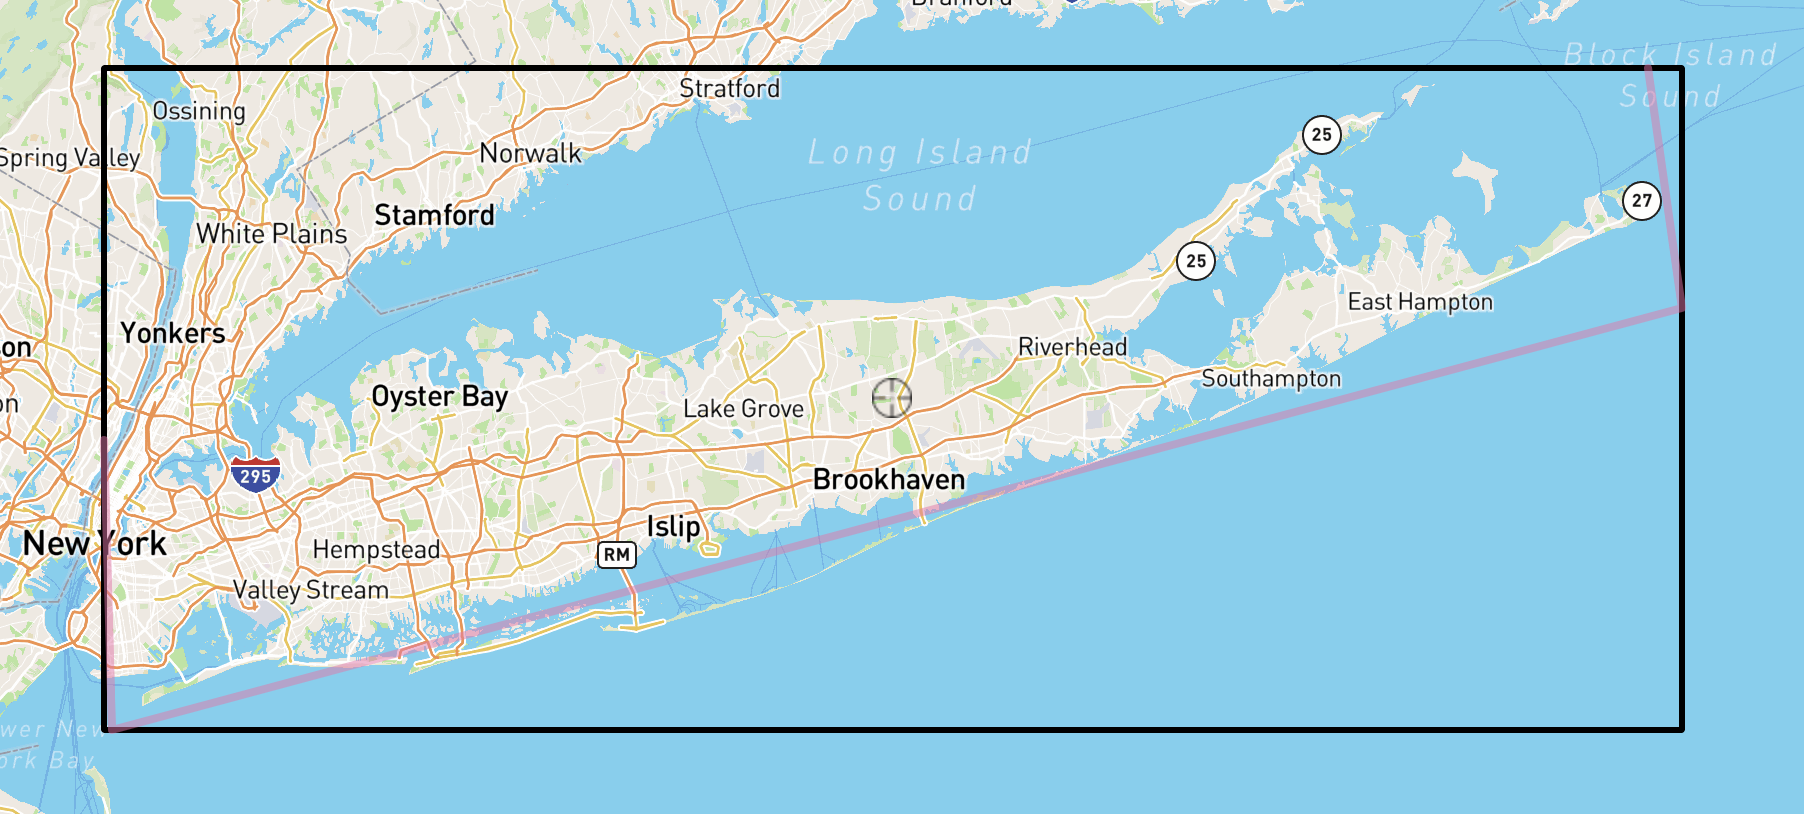 Branford
Block Island
Sound
Stratford
Ossining
25
Spring Valley
Norwalk
Long Island
Sound
27
Stamford
White Plains
25
East Hampton
Yonkers
on
Riverhead
Southampton
Oyster Bay
on
Lake Grove
295
Brookhaven
Islip
New York
Hempstead
RM
Valley Stream
wer New
ork Bay